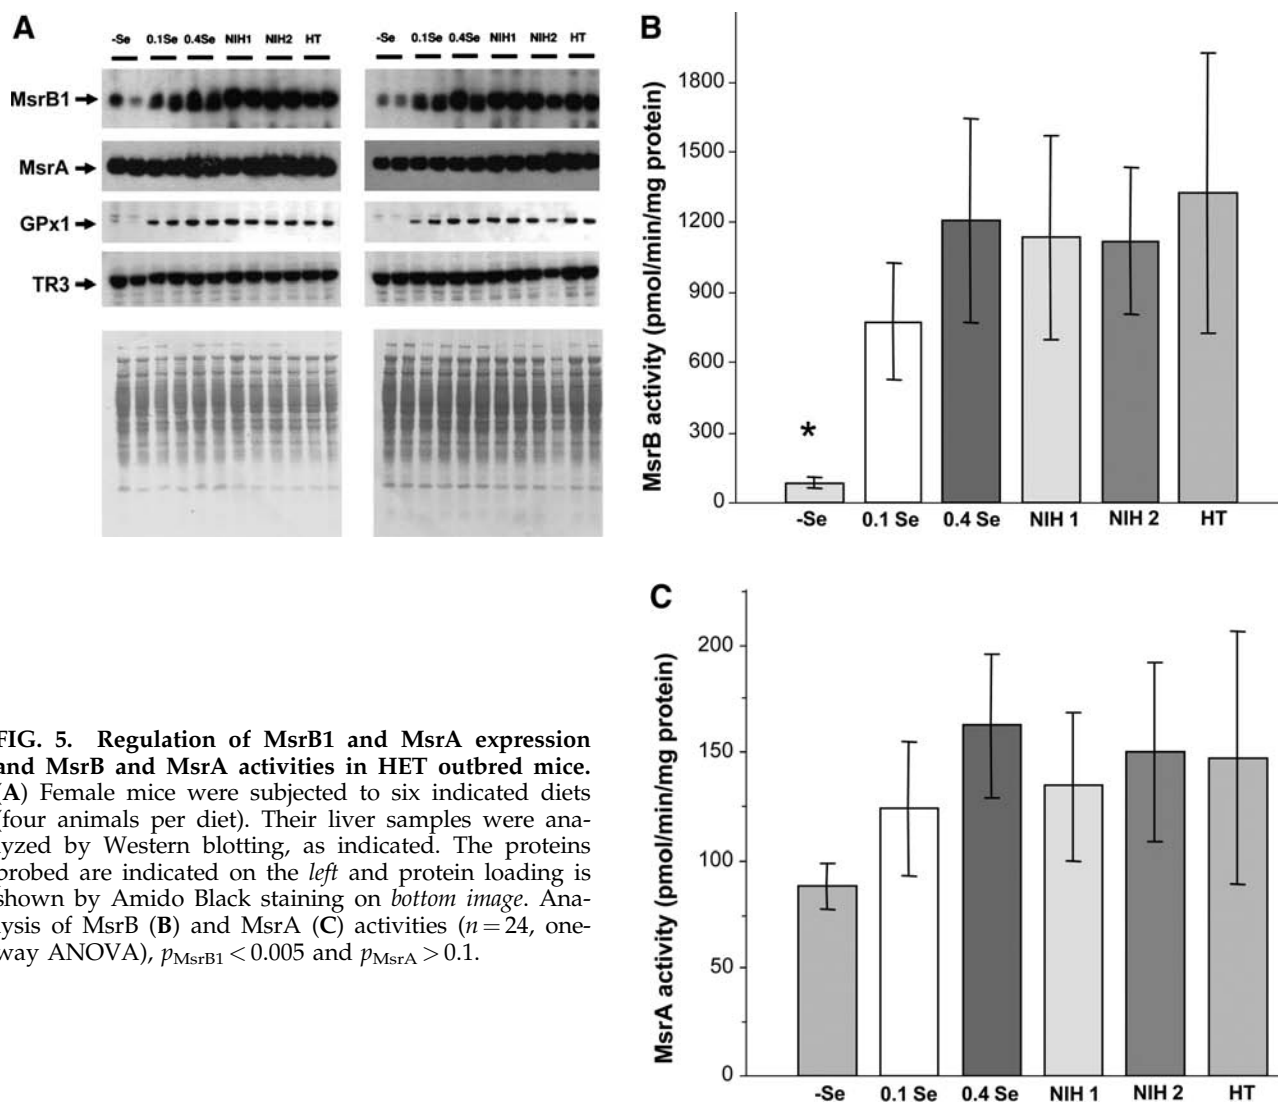 A
-Se 0.1Se 0.4Se NIH1 NIH2 HT
-Se 0.1Se 0.4Se NIH1 NIH2 HT
MsrB1
MsrA
GPx1
TR3
B
MsrB activity (pmol/min/mg protein)
1800
1500
1200
900
600
300
0
*
-Se 0.1 Se 0.4 Se NIH 1 NIH 2 HT
C
MsrA activity (pmol/min/mg protein)
200
150
100
50
0
-Se 0.1 Se 0.4 Se NIH 1 NIH 2 HT
FIG. 5. Regulation of MsrB1 and MsrA expression
and MsrB and MsrA activities in HET outbred mice.
(A) Female mice were subjected to six indicated diets
(four animals per diet). Their liver samples were ana-
lyzed by Western blotting, as indicated. The proteins
probed are indicated on the left and protein loading is
shown by Amido Black staining on bottom image. Ana-
lysis of MsrB (B) and MsrA (C) activities (n = 24, one-
way ANOVA), pMsrB1 < 0.005 and pMsrA > 0.1.